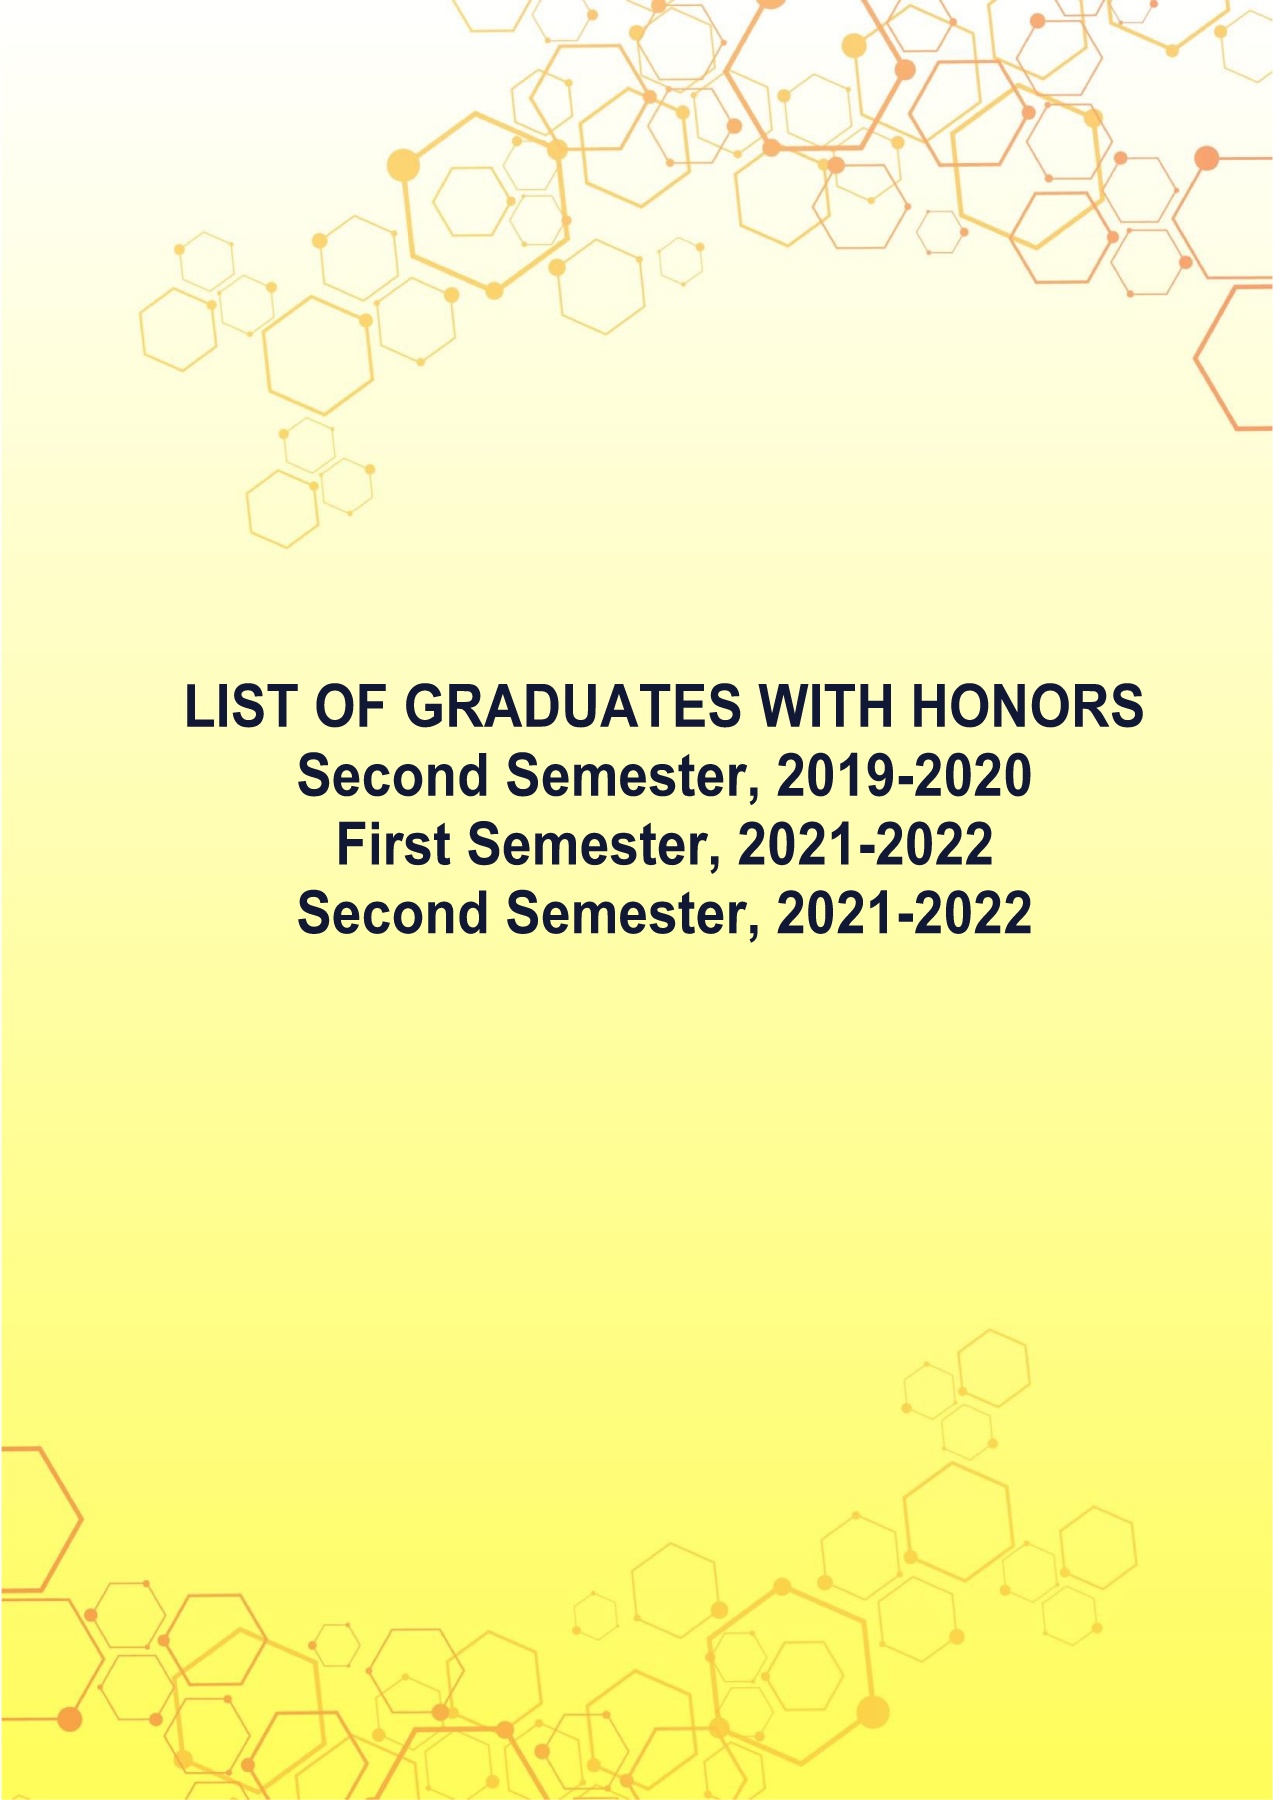 LIST OF GRADUATES WITH HONORS
Second Semester, 2019-2020
First Semester, 2021-2022
Second Semester, 2021-2022